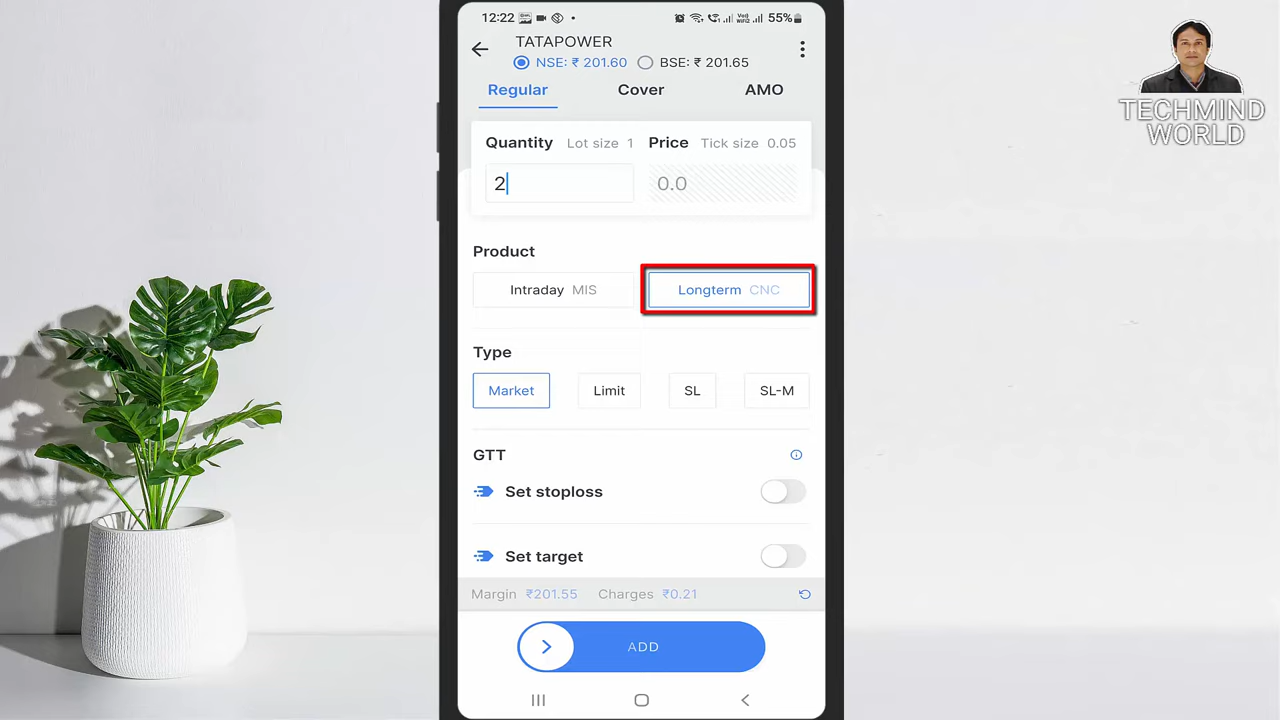 12:22 55%
TATAPOWER
NSE: ₹ 201.60 BSE: ₹ 201.65
Regular Cover AMO
Quantity Lot size 1 Price Tick size 0.05
2 0.0
Product
Intraday MIS Longterm CNC
Type
Market Limit SL SL-M
GTT
Set stoploss
Set target
Margin ₹201.55 Charges ₹0.21
ADD
TECHMIND
WORLD